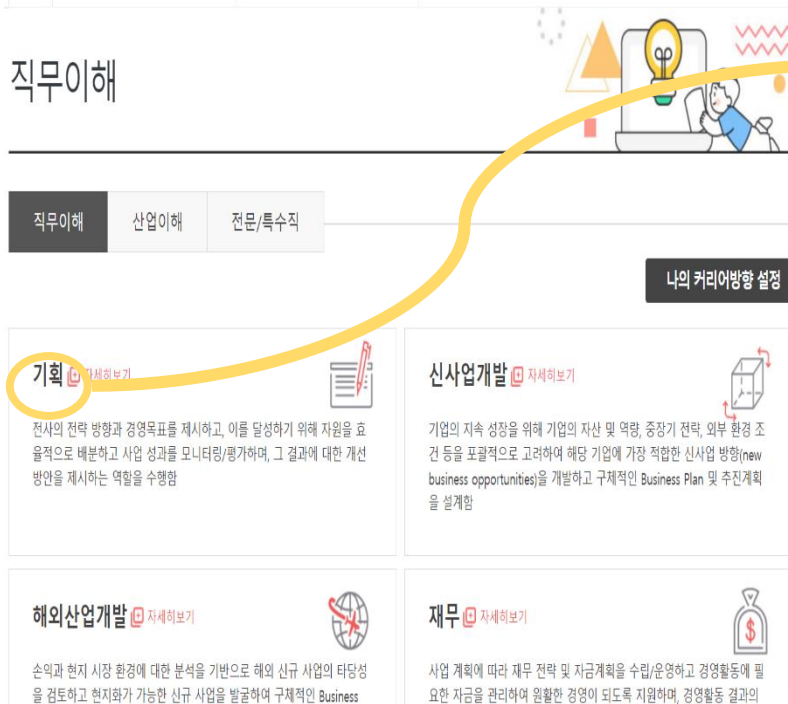 직무이해
직무이해 산업이해 전문/특수직
나의 커리어방향 설정
기획 자세히보기
전사의 전략 방향과 경영목표를 제시하고, 이를 달성하기 위해 자원을 효
율적으로 배분하고 사업 성과를 모니터링/평가하며, 그 결과에 대한 개선
방안을 제시하는 역할을 수행함
신사업개발 자세히보기
기업의 지속 성장을 위해 기업의 자산 및 역량, 중장기 전략, 외부 환경 조
건 등을 포괄적으로 고려하여 해당 기업에 가장 적합한 신사업 방향(new
business opportunities)을 개발하고 구체적인 Business Plan 및 추진계획
을 설계함
해외산업개발 자세히보기
손익과 현지 시장 환경에 대한 분석을 기반으로 해외 신규 사업의 타당성
을 검토하고 현지화가 가능한 신규 사업을 발굴하여 구체적인 Business
재무 자세히보기
사업 계획에 따라 재무 전략 및 자금계획을 수립/운영하고 경영활동에 필
요한 자금을 관리하여 원활한 경영이 되도록 지원하며, 경영활동 결과의